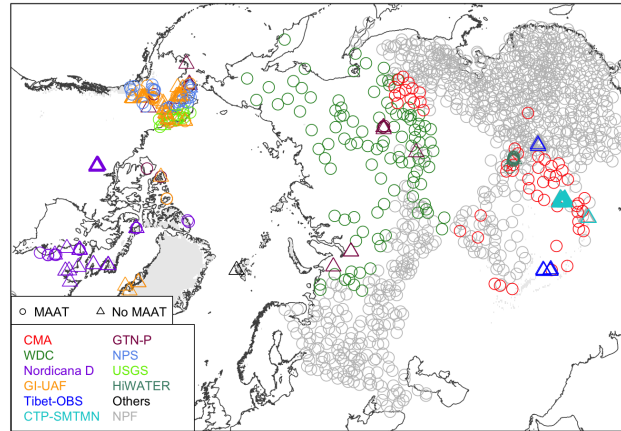 MAAT No MAAT
CMA GTN-P
WDC NPS
Nordicana D USGS
GI-UAF HiWATER
Tibet-OBS Others
CTP-SMTMN NPF